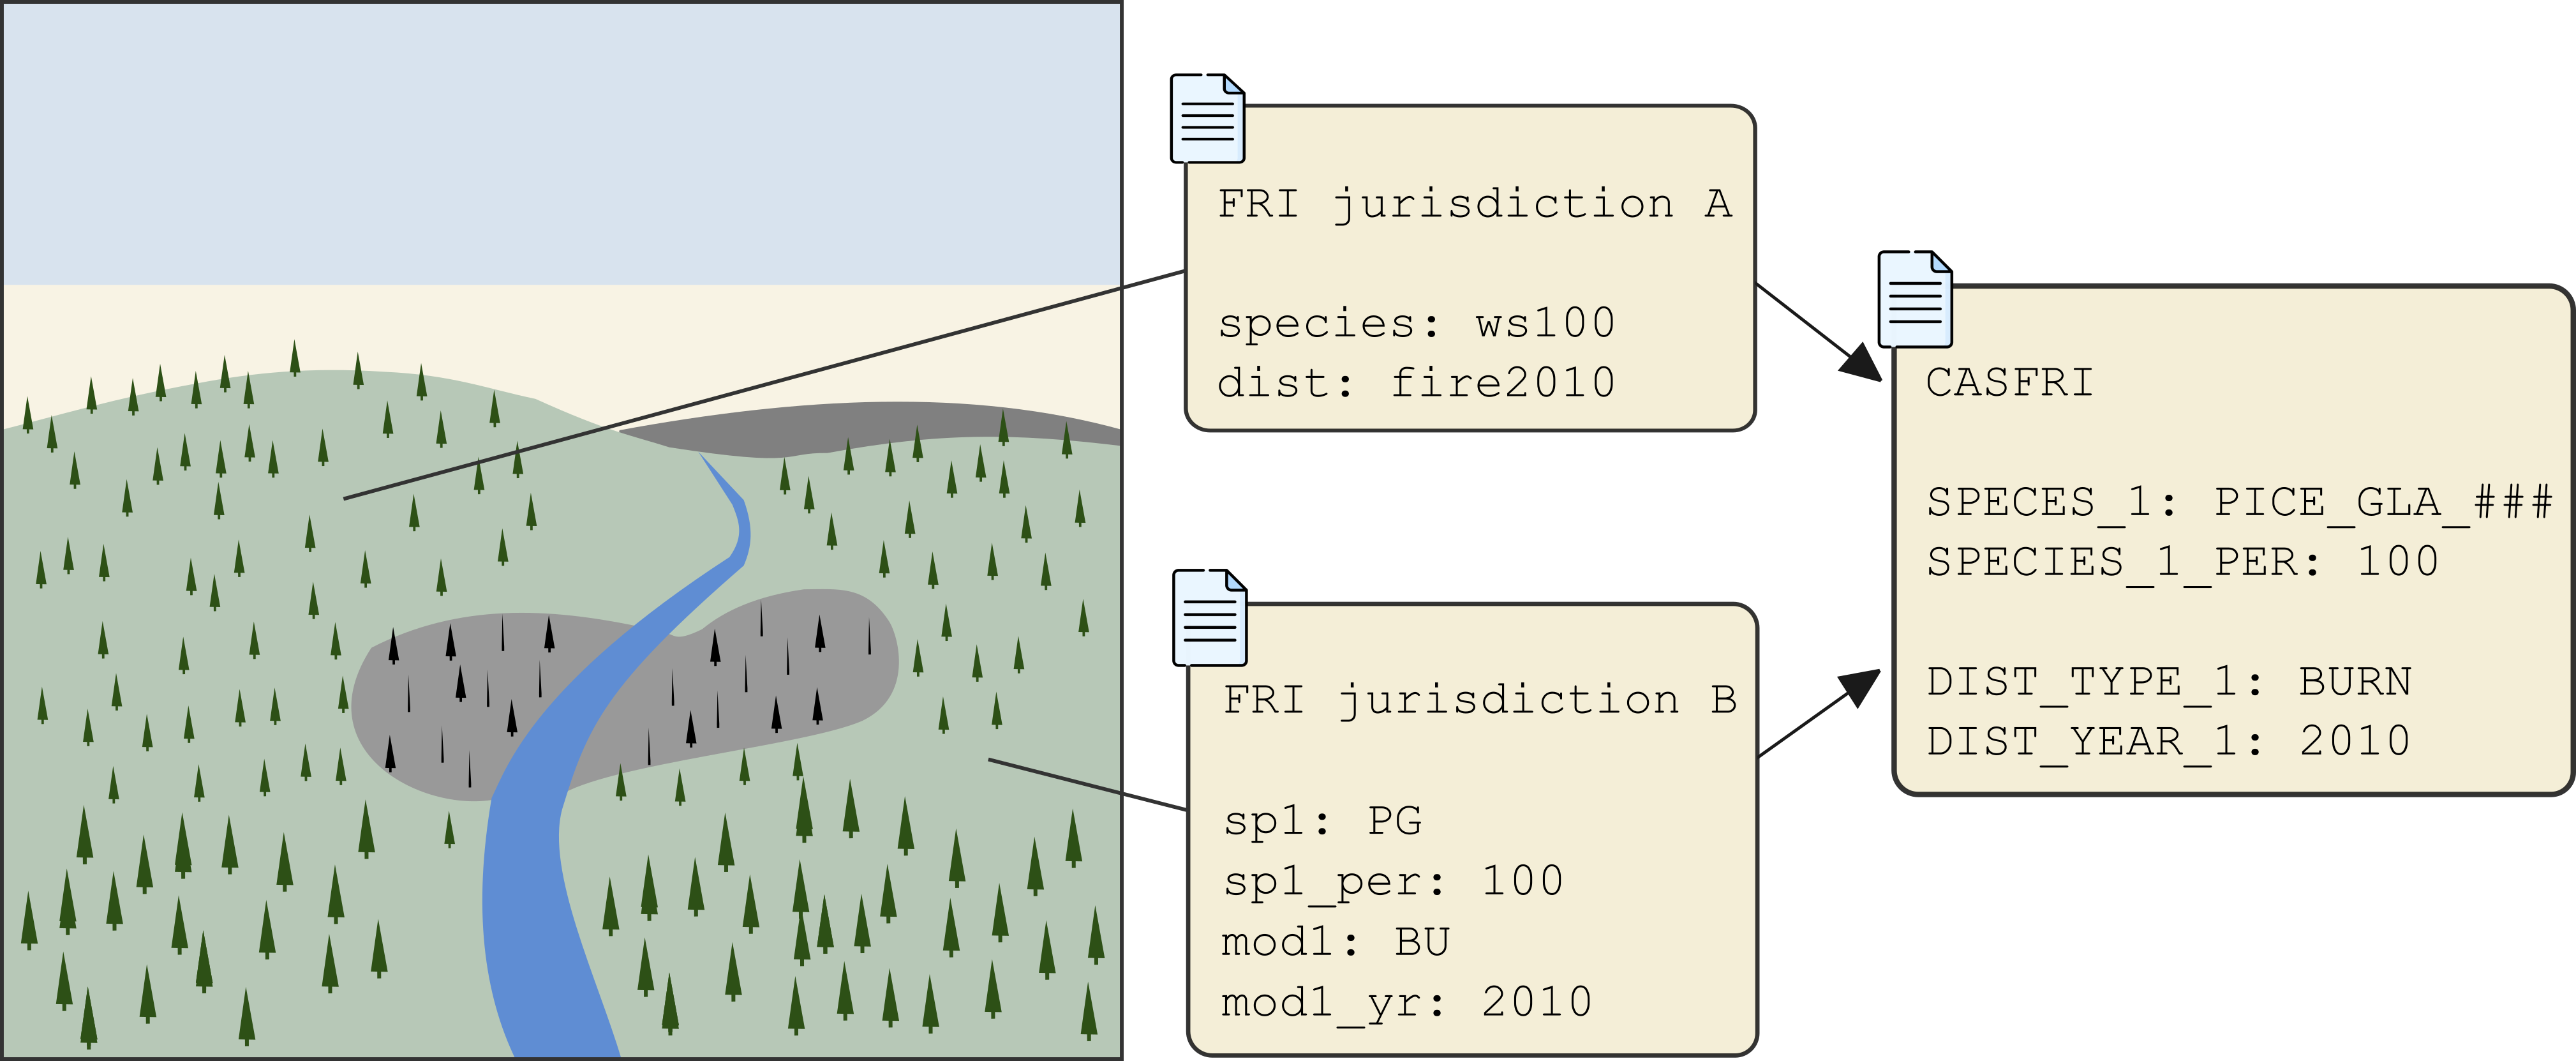 FRI jurisdiction A
species: ws100
dist: fire2010
FRI jurisdiction B
sp1: PG
sp1_per: 100
mod1: BU
mod1_yr: 2010
CASFRI
SPECES_1: PICE_GLA_###
SPECIES_1_PER: 100
DIST_TYPE_1: BURN
DIST_YEAR_1: 2010